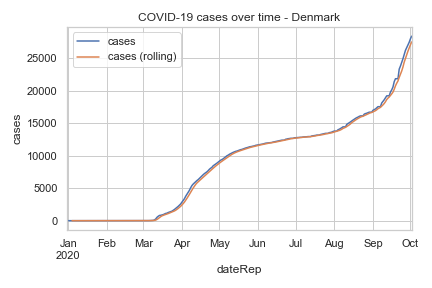 COVID-19 cases over time - Denmark
cases
cases (rolling)
25000
20000
15000
10000
5000
0
cases
Jan Feb Mar Apr May Jun Jul Aug Sep Oct
2020
dateRep